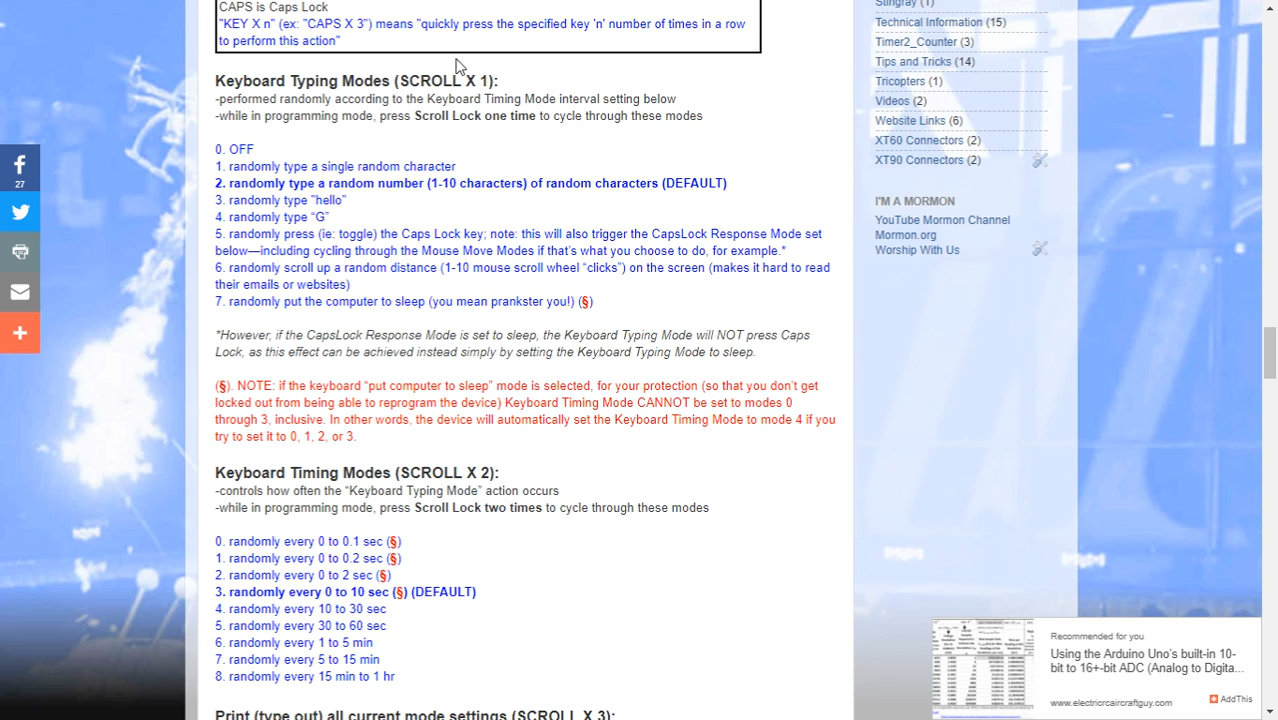 CAPS is Caps Lock
"KEY X n" (ex: "CAPS X 3") means "quickly press the specified key 'n' number of times in a row
to perform this action"
Keyboard Typing Modes (SCROLL X 1):
-performed randomly according to the Keyboard Timing Mode interval setting below
-while in programming mode, press Scroll Lock one time to cycle through these modes
0. OFF
1. randomly type a single random character
2. randomly type a random number (1-10 characters) of random characters (DEFAULT)
3. randomly type "hello"
4. randomly type “G”
5. randomly press (ie: toggle) the Caps Lock key; note: this will also trigger the CapsLock Response Mode set
below—including cycling through the Mouse Move Modes if that’s what you choose to do, for example.*
6. randomly scroll up a random distance (1-10 mouse scroll wheel “clicks”) on the screen (makes it hard to read
their emails or websites)
7. randomly put the computer to sleep (you mean prankster you!) (§)
*However, if the CapsLock Response Mode is set to sleep, the Keyboard Typing Mode will NOT press Caps
Lock, as this effect can be achieved instead simply by setting the Keyboard Typing Mode to sleep.
(§). NOTE: if the keyboard “put computer to sleep” mode is selected, for your protection (so that you don’t get
locked out from being able to reprogram the device) Keyboard Timing Mode CANNOT be set to modes 0
through 3, inclusive. In other words, the device will automatically set the Keyboard Timing Mode to mode 4 if you
try to set it to 0, 1, 2, or 3.
Keyboard Timing Modes (SCROLL X 2):
-controls how often the “Keyboard Typing Mode” action occurs
-while in programming mode, press Scroll Lock two times to cycle through these modes
0. randomly every 0 to 0.1 sec (§)
1. randomly every 0 to 0.2 sec (§)
2. randomly every 0 to 2 sec (§)
3. randomly every 0 to 10 sec (§) (DEFAULT)
4. randomly every 10 to 30 sec
5. randomly every 30 to 60 sec
6. randomly every 1 to 5 min
7. randomly every 5 to 15 min
8. randomly every 15 min to 1 hr
Print (type out) all current mode settings (SCROLL X 3):
27
Stingray (1)
Technical Information (15)
Timer2_Counter (3)
Tips and Tricks (14)
Tricopters (1)
Videos (2)
Website Links (6)
XT60 Connectors (2)
XT90 Connectors (2)
I'M A MORMON
YouTube Mormon Channel
Mormon.org
Worship With Us
Recommended for you
Using the Arduino Uno's built-in 10-
bit to 16+-bit ADC (Analog to Digita...
www.electricrcaircraftguy.com
AddThis